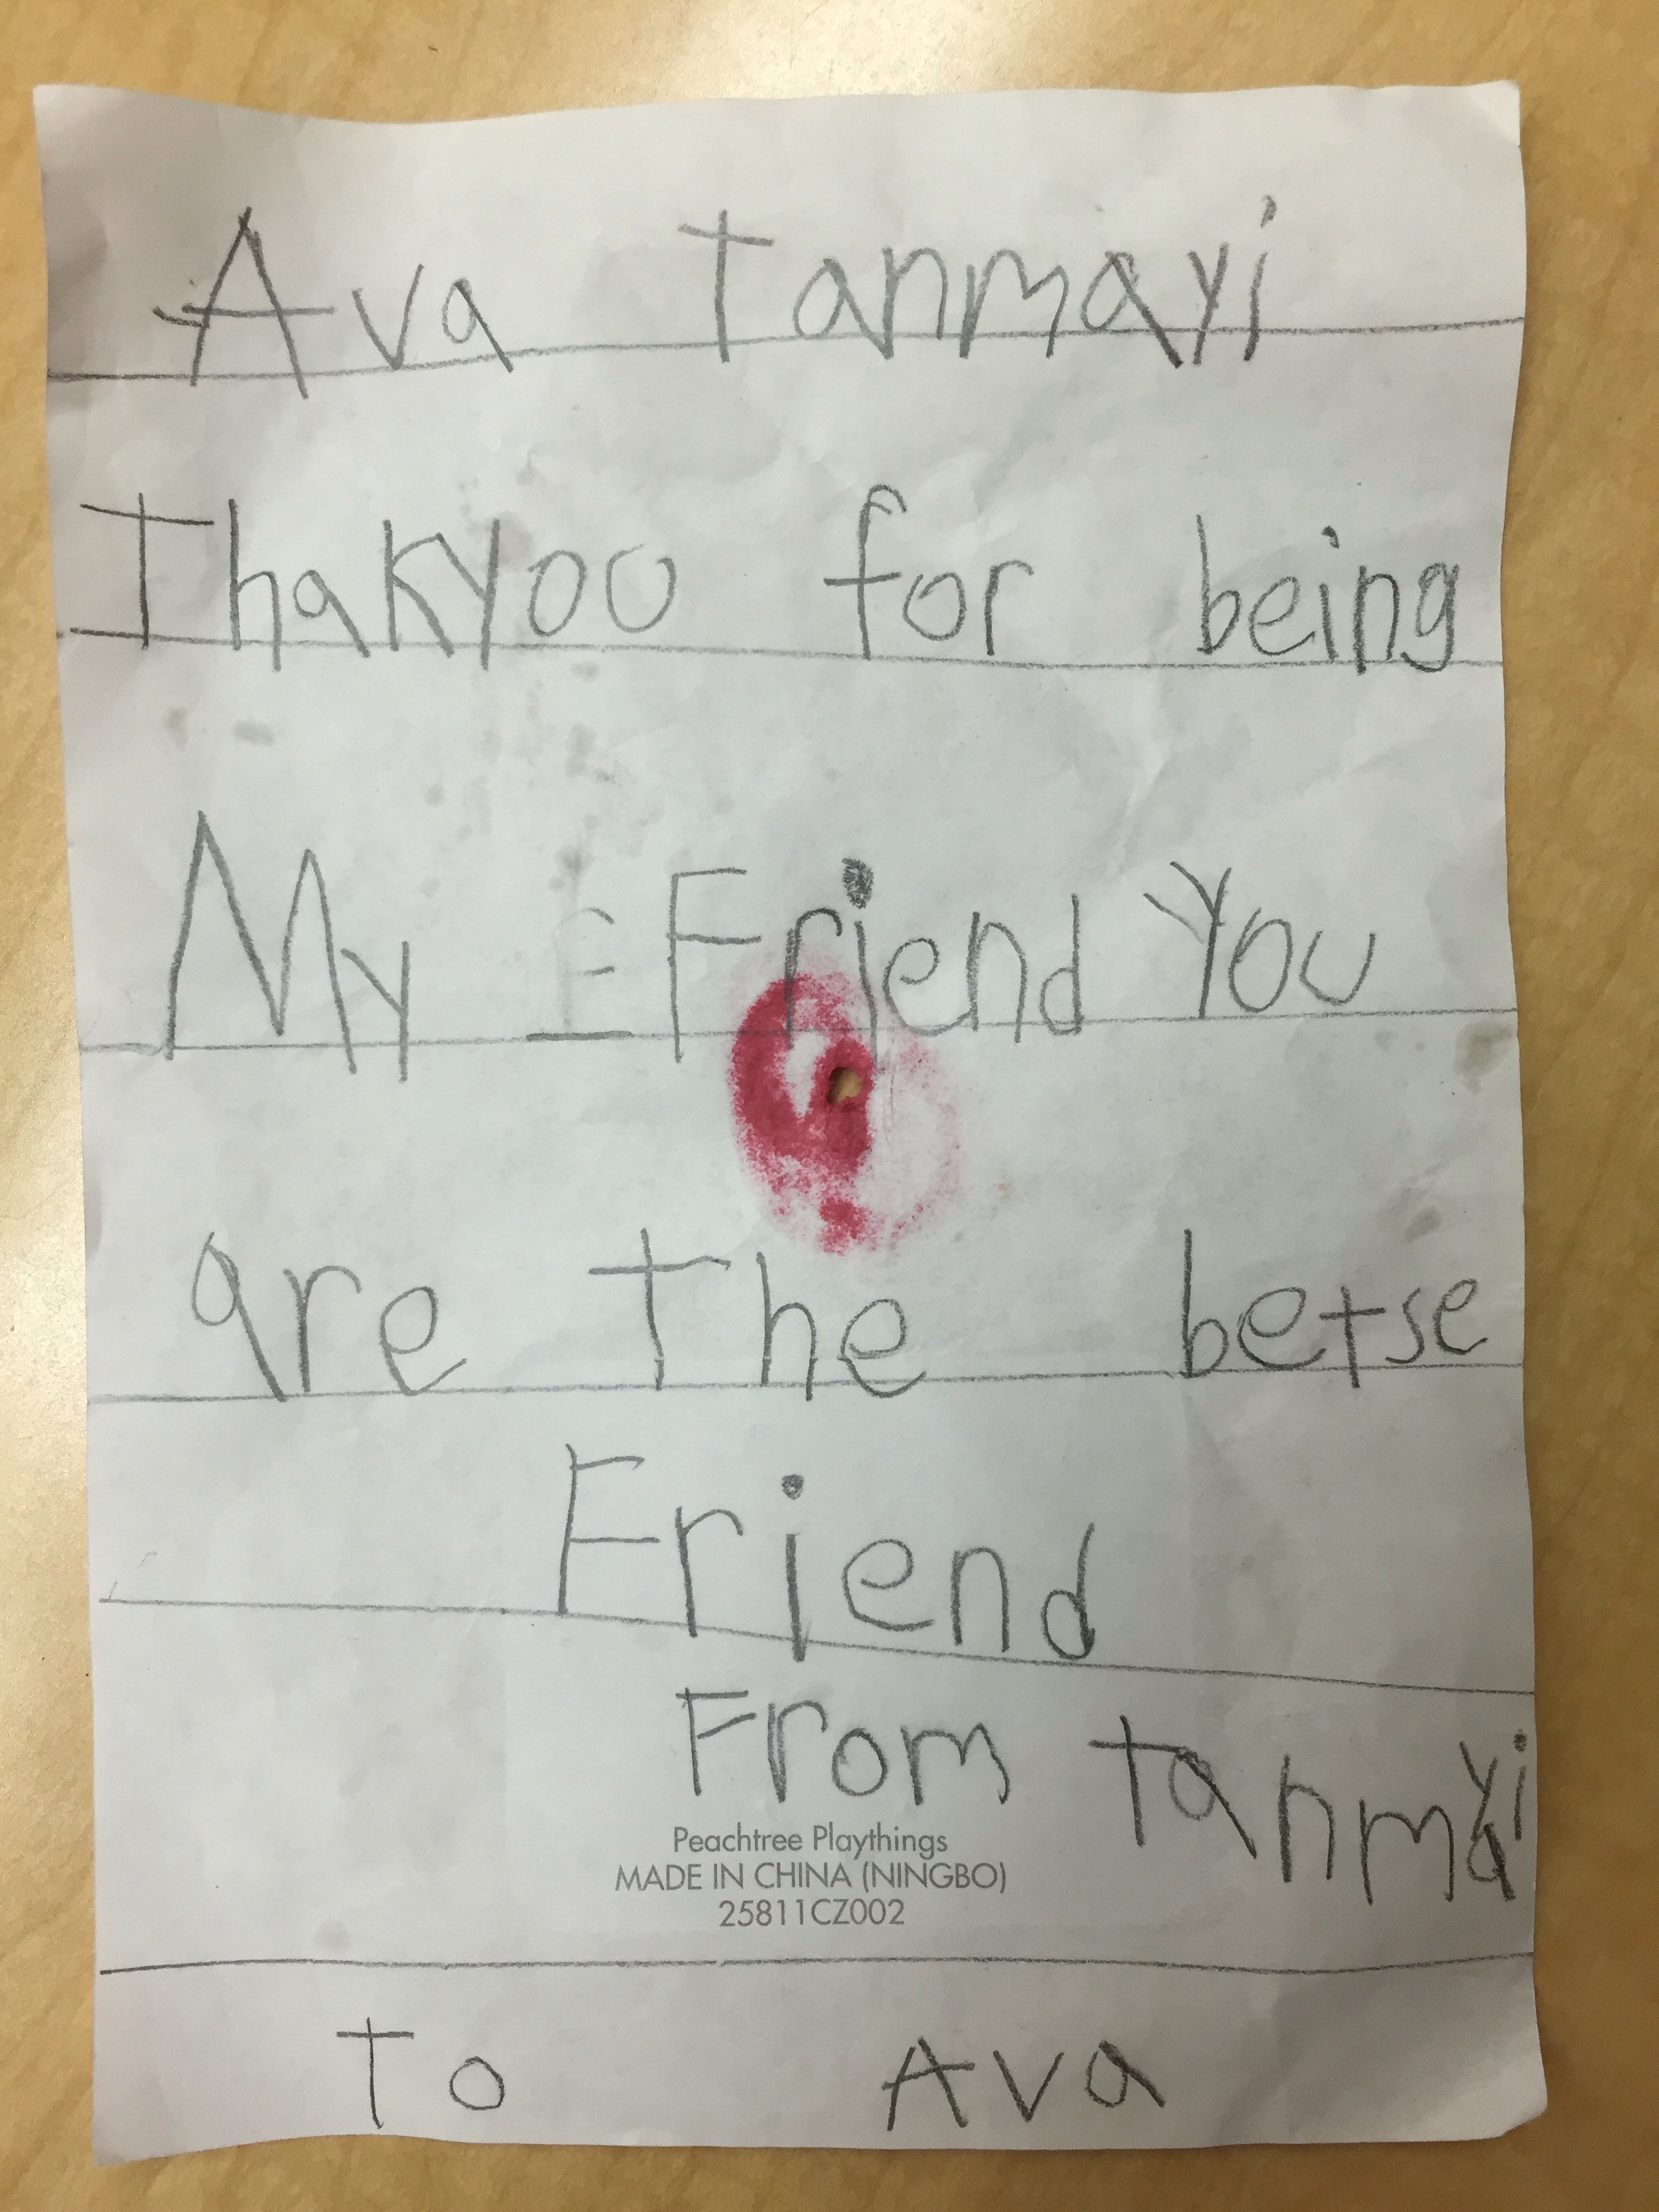 Ava Tanmayi
Thakyou for being
My Friend You
are the betse
Friend
From tanmayi
Peachtree Playthings
MADE IN CHINA (NINGBO)
25811CZ002
To Ava